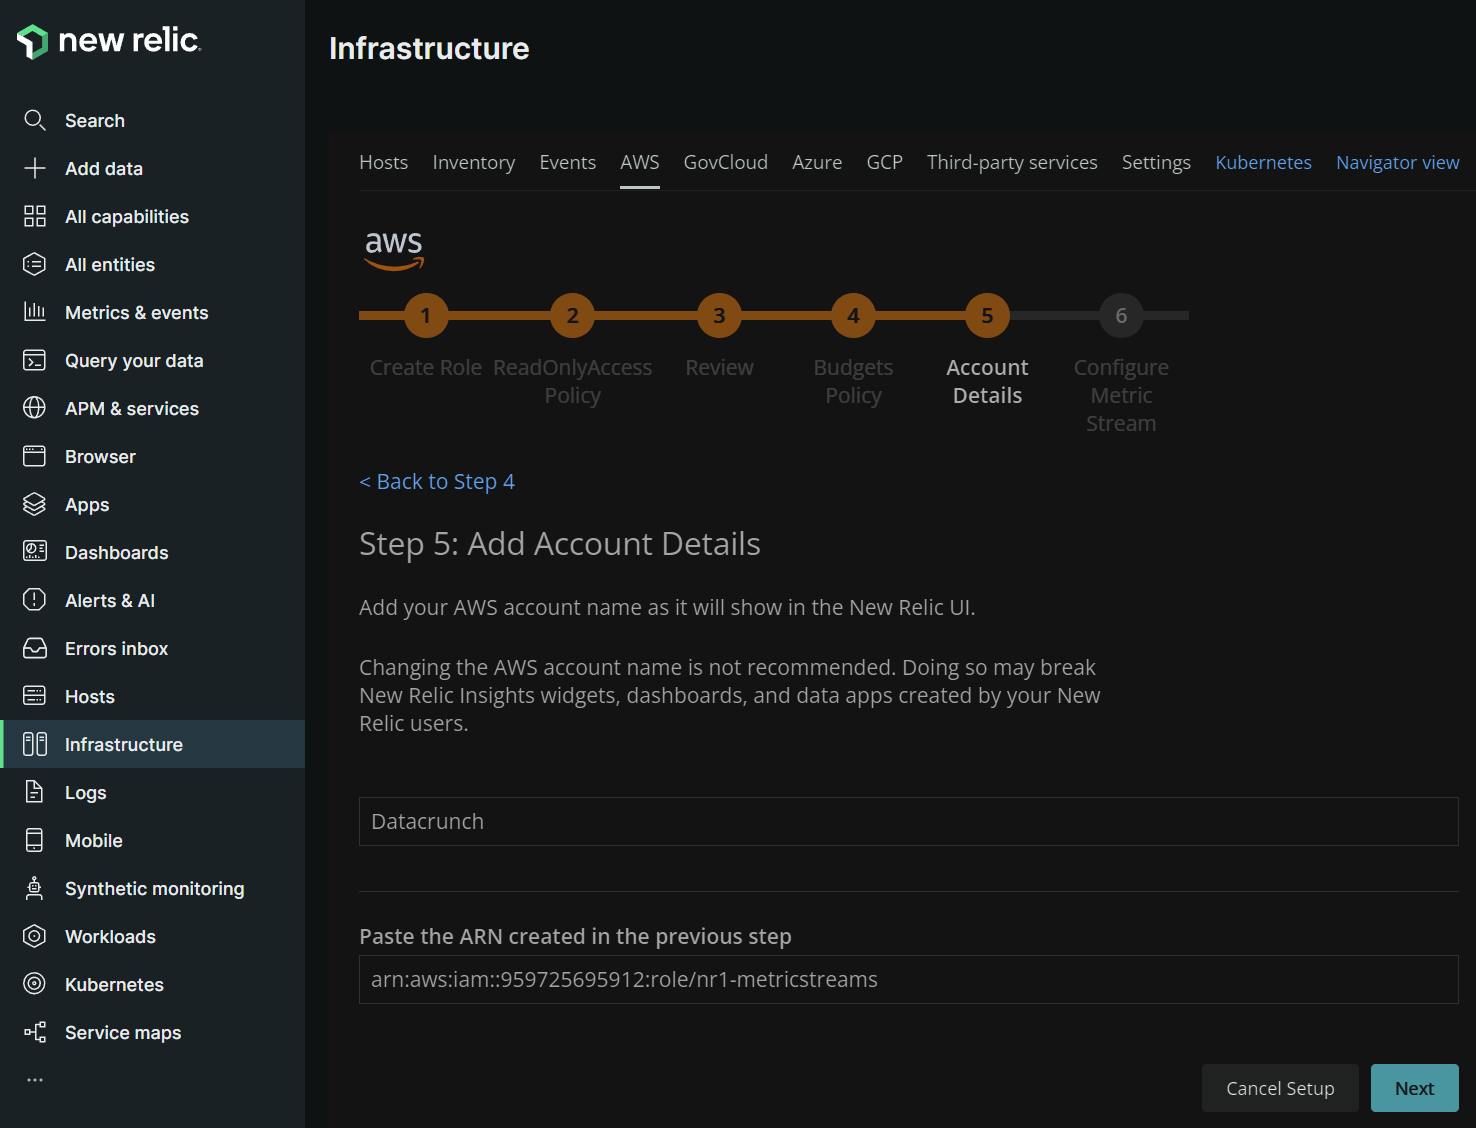 new relic
Search
Add data
All capabilities
All entities
Metrics & events
Query your data
APM & services
Browser
Apps
Dashboards
Alerts & AI
Errors inbox
Hosts
Infrastructure
Logs
Mobile
Synthetic monitoring
Workloads
Kubernetes
Service maps
...
Infrastructure
Hosts Inventory Events AWS GovCloud Azure GCP Third-party services Settings Kubernetes Navigator view
aws
1 2 3 4 5 6
Create Role ReadOnlyAccess Review Budgets Account Configure
Policy Policy Details Metric
Stream
< Back to Step 4
Step 5: Add Account Details
Add your AWS account name as it will show in the New Relic UI.
Changing the AWS account name is not recommended. Doing so may break
New Relic Insights widgets, dashboards, and data apps created by your New
Relic users.
Datacrunch
Paste the ARN created in the previous step
arn:aws:iam::959725695912:role/nr1-metricstreams
Cancel Setup Next